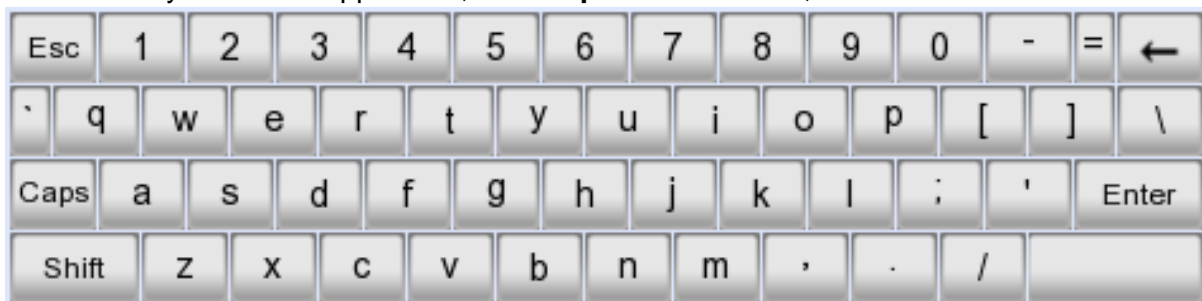 Esc 1 2 3 4 5 6 7 8 9 0 - = ←
` q w e r t y u i o p [ ] \
Caps a s d f g h j k l ; ' Enter
Shift z x c v b n m , . /